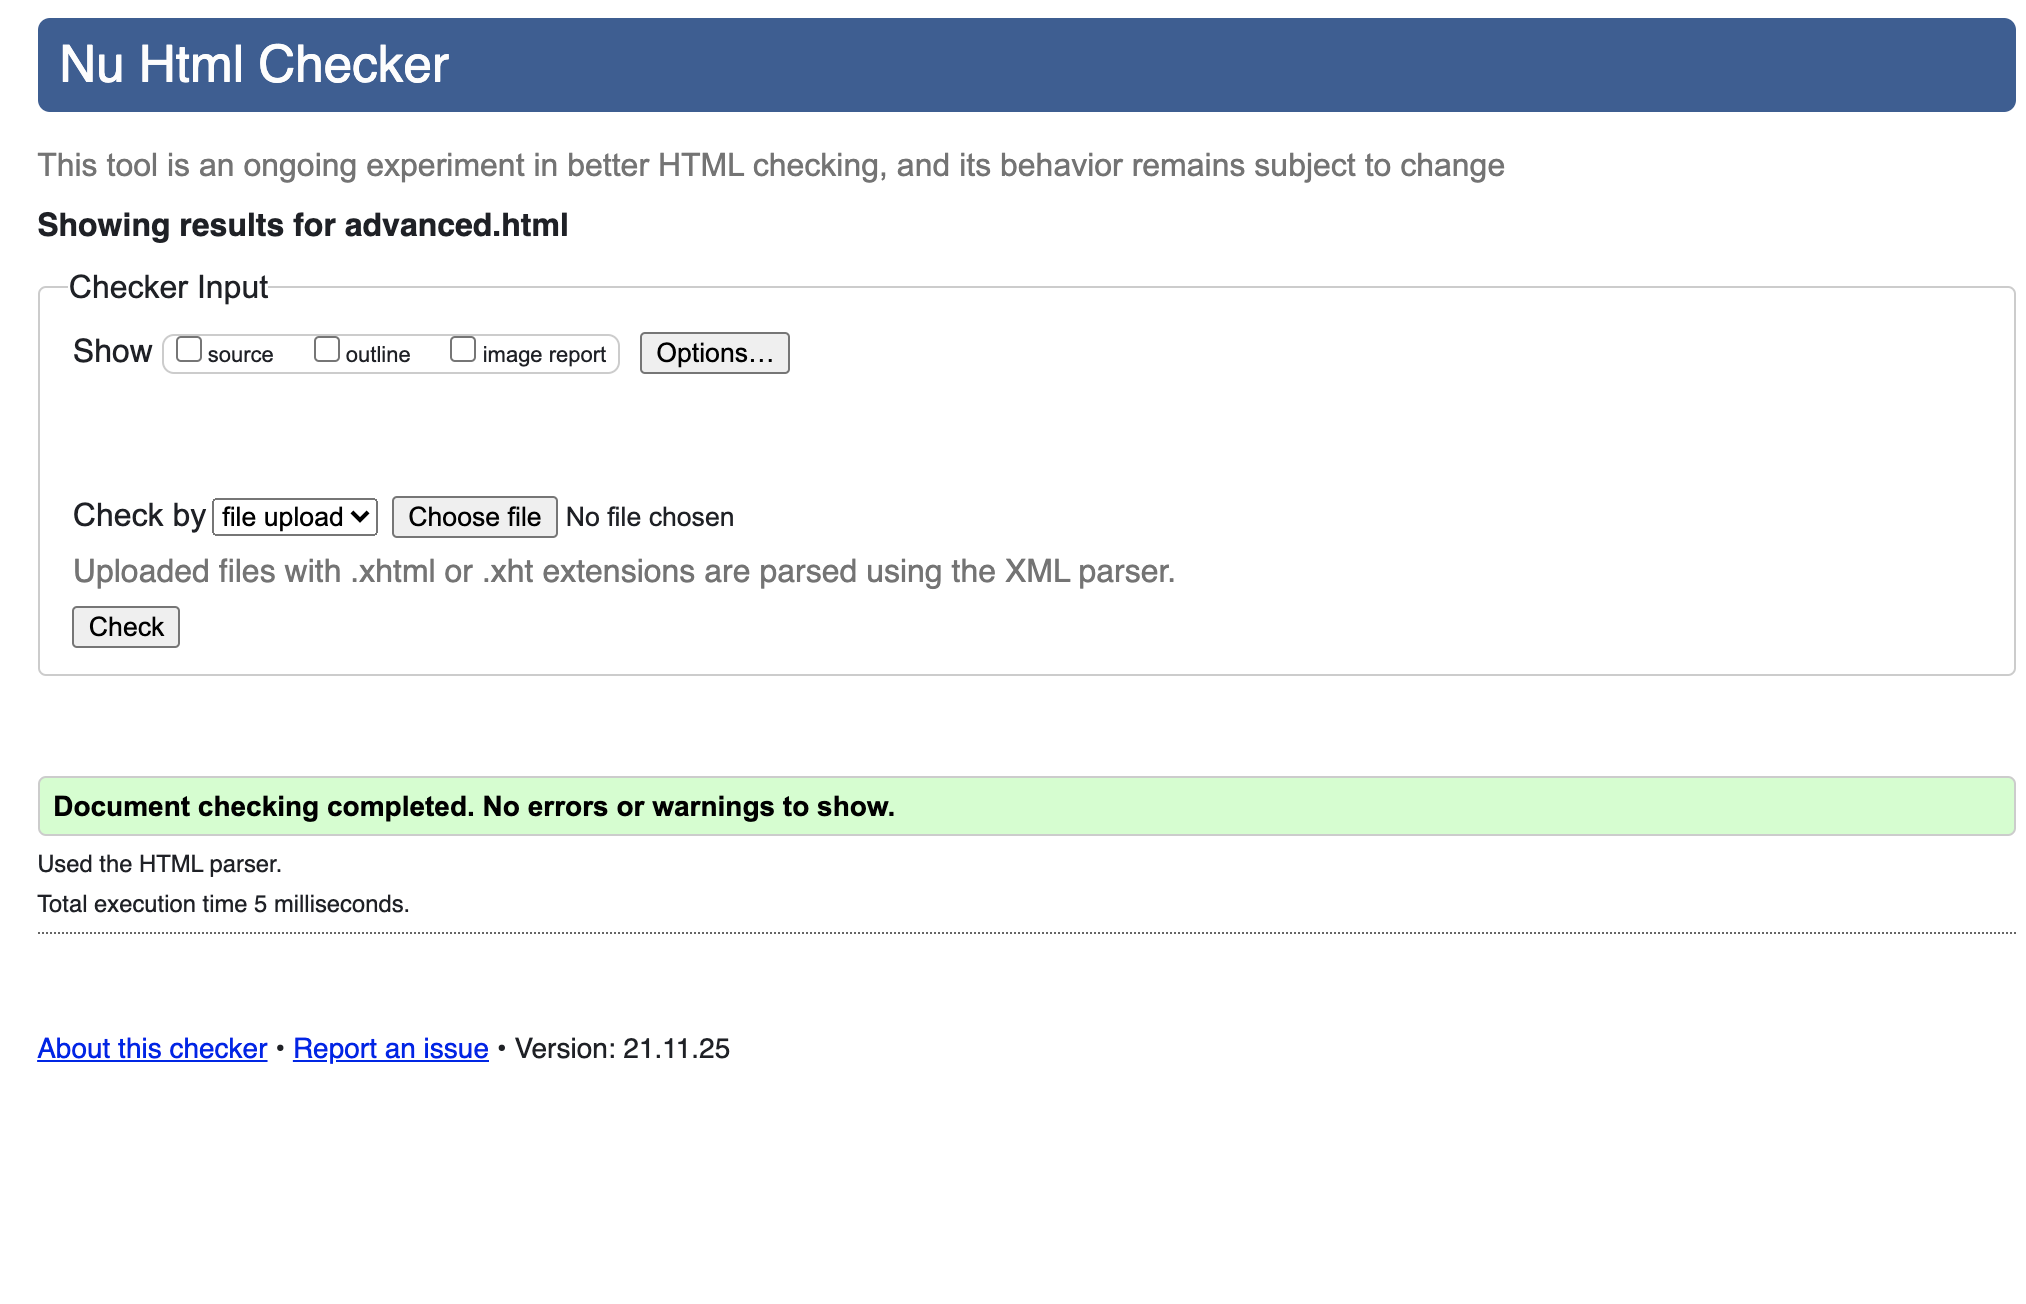 Nu Html Checker
This tool is an ongoing experiment in better HTML checking, and its behavior remains subject to change
Showing results for advanced.html
Checker Input
Show source outline image report Options...
Check by file upload Choose file No file chosen
Uploaded files with .xhtml or .xht extensions are parsed using the XML parser.
Check
Document checking completed. No errors or warnings to show.
Used the HTML parser.
Total execution time 5 milliseconds.
About this checker • Report an issue • Version: 21.11.25